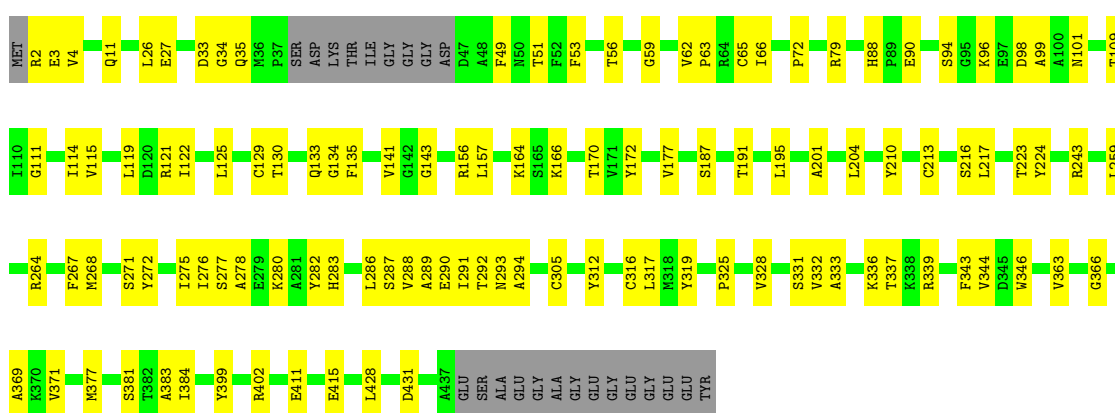 MET R2 E3 V4 Q11 L26 E27 D33 G34 Q35 M36 P37 SER ASP LYS THR ILE GLY GLY GLY ASP D47 A48 F49 N50 T51 F52 F53 T56 G59 V62 P63 R64 C65 I66 P72 R79 H88 P89 E90 S94 G95 K96 E97 D98 A99 A100 N101 T109
I110 G111 I114 V115 L119 D120 R121 I122 L125 C129 T130 Q133 G134 F135 V141 G142 G143 R156 L157 K164 S165 K166 T170 V171 Y172 V177 S187 T191 L195 A201 L204 Y210 C213 S216 L217 T223 Y224 R243 L259
R264 F267 M268 S271 Y272 I275 I276 S277 A278 E279 K280 A281 Y282 H283 L286 S287 V288 A289 E290 I291 T292 N293 A294 C305 Y312 C316 L317 M318 Y319 P325 V328 S331 V332 A333 K336 T337 K338 R339 F343 V344 D345 W346 V363 G366
A369 K370 V371 M377 S381 T382 A383 I384 Y399 R402 E411 E415 L428 D431 A437 GLU SER ALA GLU GLY ALA GLY GLU GLY GLU GLY GLU GLU TYR